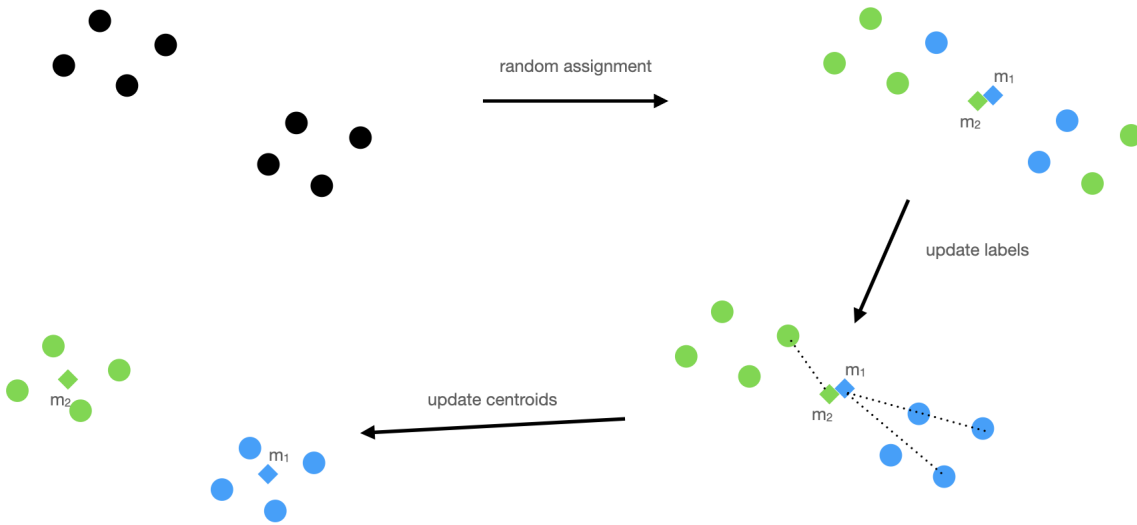 random assignment
m₁
m₂
update labels
m₁
m₂
update centroids
m₂
m₁